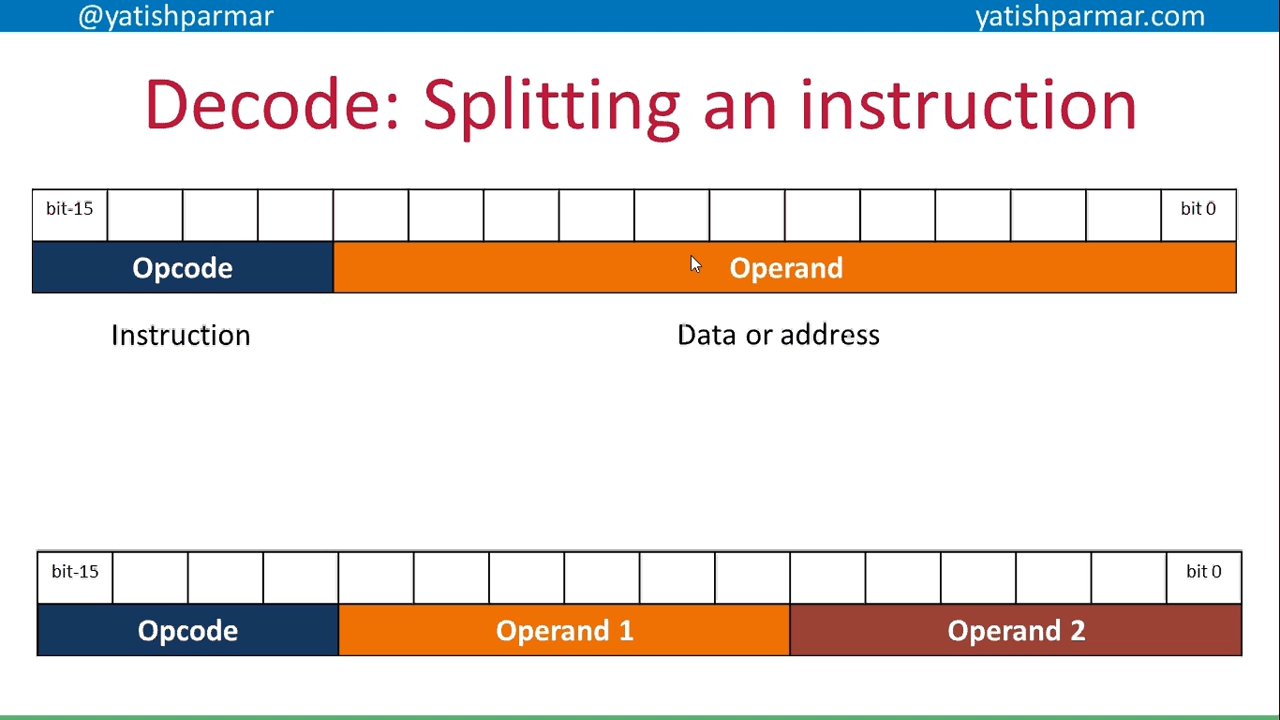 @yatishparmar yatishparmar.com
Decode: Splitting an instruction
bit-15 bit 0
Opcode Operand
Instruction Data or address
bit-15 bit 0
Opcode Operand 1 Operand 2